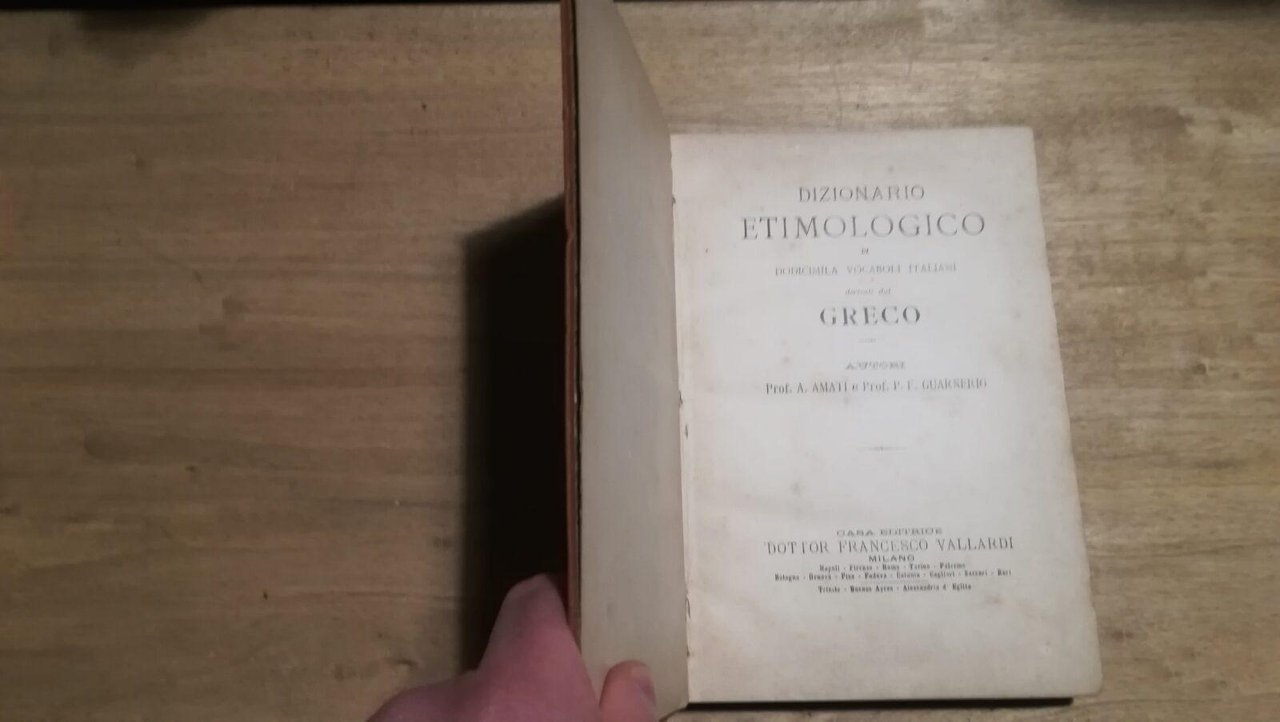 DIZIONARIO
ETIMOLOGICO
DI
DODICIMILA VOCABOLI ITALIANI
derivati dal
GRECO
AUTORI
Prof. A. AMATI e Prof. P. E. GUARNERIO
CASA EDITRICE
DOTTOR FRANCESCO VALLARDI
MILANO
Napoli - Firenze - Roma - Torino - Palermo
Bologna - Genova - Pisa - Padova - Catania - Cagliari - Sassari - Bari
Trieste - Buenos Ayres - Alessandria d' Egitto